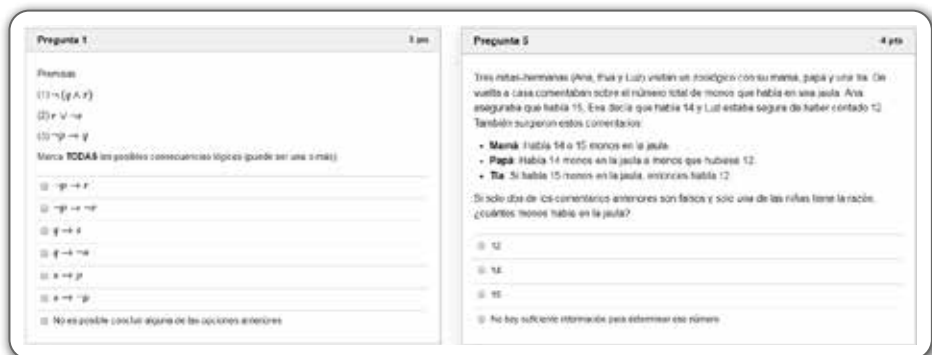 Pregunta 1
3 pts
Premisas
(1) ¬(q ∧ r)
(2) r ∨ ¬s
(3) ¬p → q
Marca TODAS las posibles consecuencias lógicas (puede ser una o más)
¬p → r
¬p → ¬r
q → s
q → ¬s
s → p
s → ¬p
No es posible concluir alguna de las opciones anteriores
Pregunta 5
4 pts
Tres niñas hermanas (Ana, Eva y Luz) visitan un zoológico con su mamá, papá y una tía. De
vuelta a casa comentaban sobre el número total de monos que había en una jaula. Ana
aseguraba que había 15, Eva decía que había 14 y Luz estaba segura de haber contado 12.
También surgieron estos comentarios:
• Mamá: Había 14 o 15 monos en la jaula.
• Papá: Había 14 monos en la jaula a menos que hubiese 12.
• Tía: Si había 15 monos en la jaula, entonces había 12.
Si solo dos de los comentarios anteriores son falsos y solo una de las niñas tiene la razón,
¿cuántos monos había en la jaula?
12
14
15
No hay suficiente información para determinar ese número